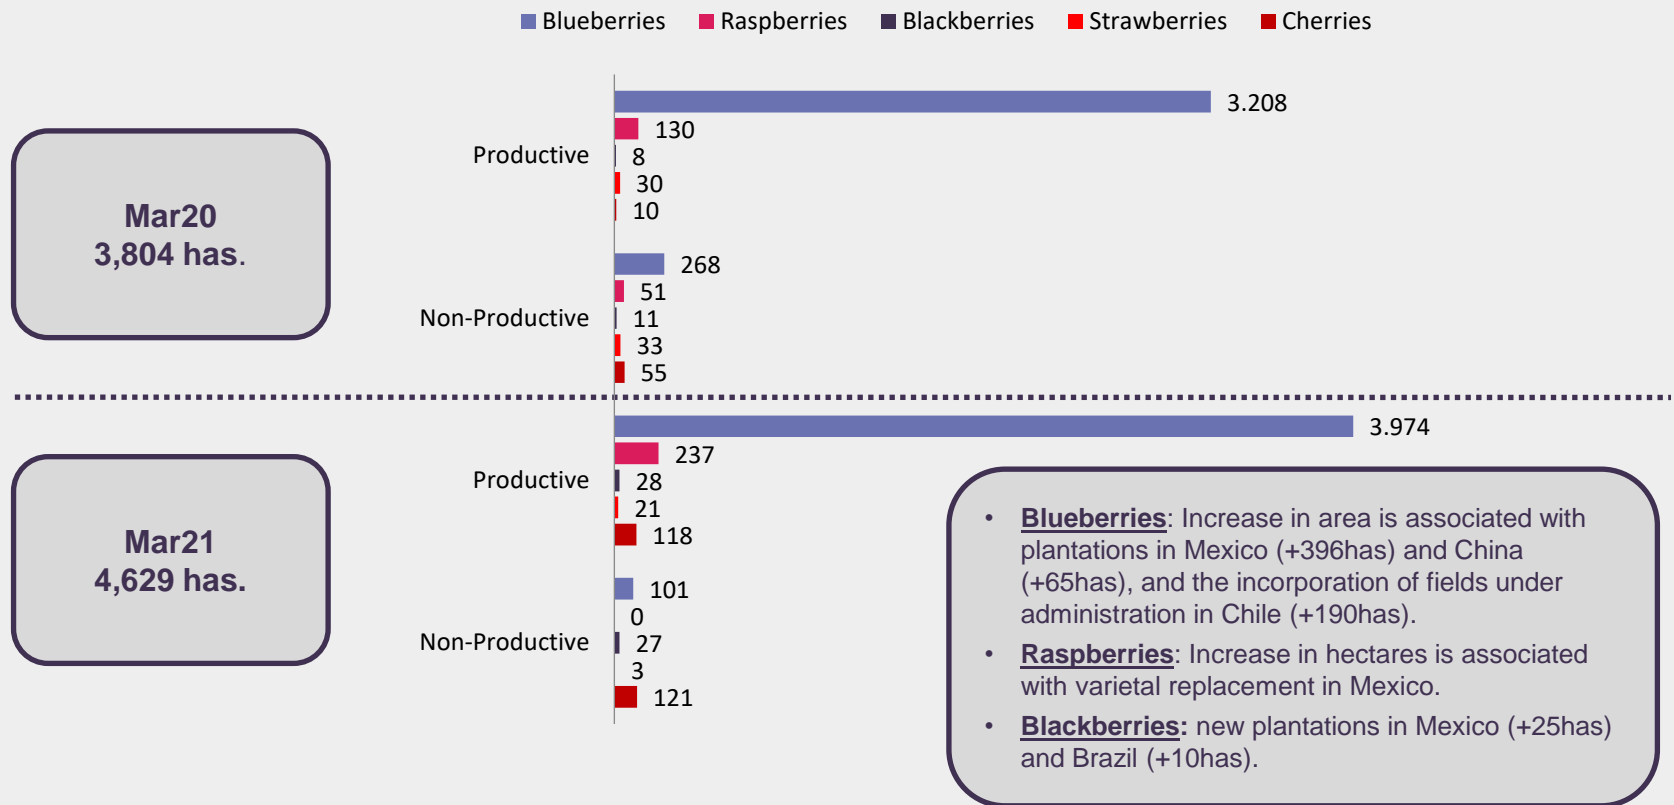 Blueberries Raspberries Blackberries Strawberries Cherries
Mar20
3,804 has.
Productive
3.208
130
8
30
10
Non-Productive
268
51
11
33
55
Mar21
4,629 has.
Productive
3.974
237
28
21
118
Non-Productive
101
0
27
3
121
• Blueberries: Increase in area is associated with
plantations in Mexico (+396has) and China
(+65has), and the incorporation of fields under
administration in Chile (+190has).
• Raspberries: Increase in hectares is associated
with varietal replacement in Mexico.
• Blackberries: new plantations in Mexico (+25has)
and Brazil (+10has).